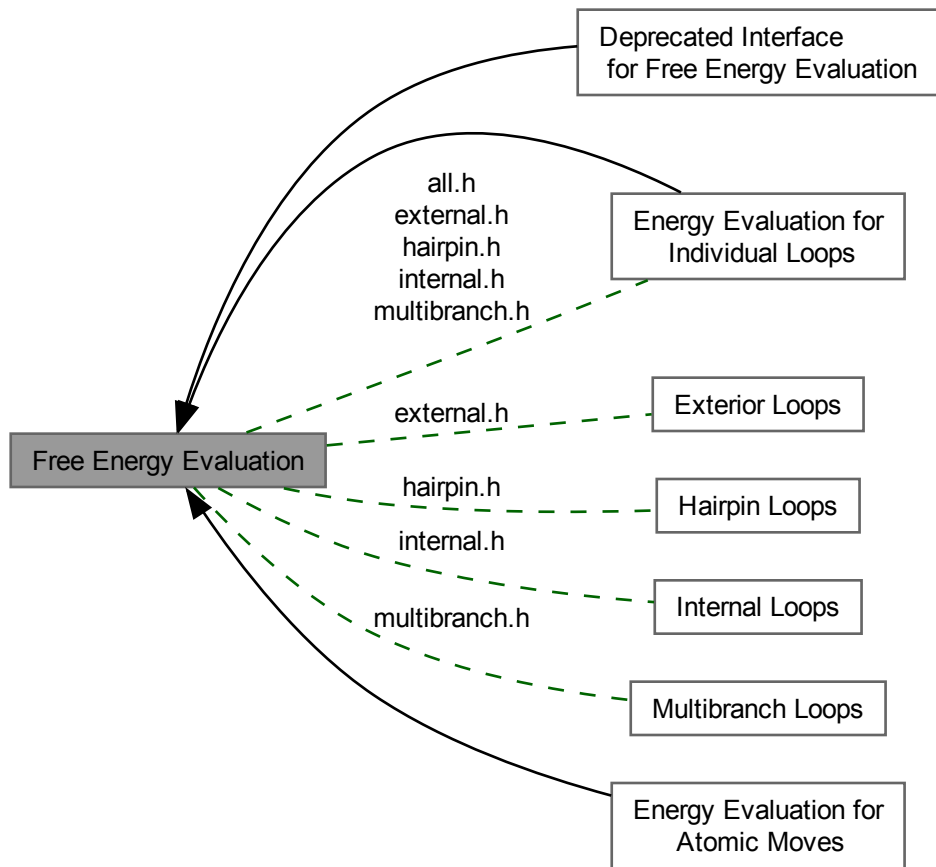 Deprecated Interface
for Free Energy Evaluation
all.h
external.h
hairpin.h
internal.h
multibranch.h
Energy Evaluation for
Individual Loops
external.h
Exterior Loops
Free Energy Evaluation
hairpin.h
Hairpin Loops
internal.h
Internal Loops
multibranch.h
Multibranch Loops
Energy Evaluation for
Atomic Moves